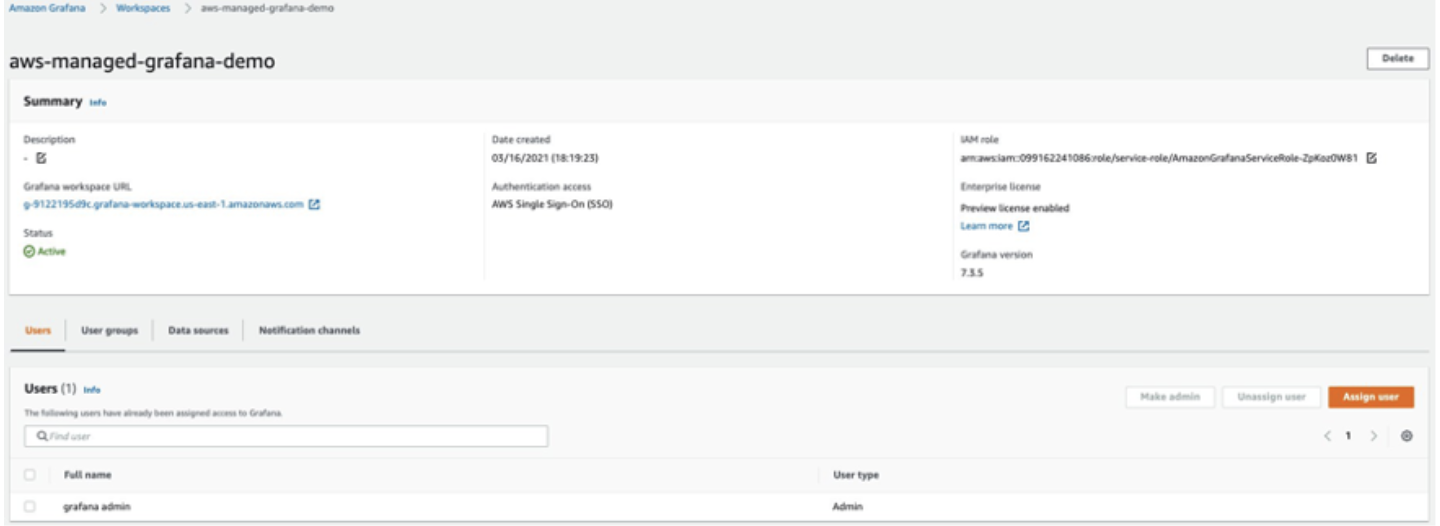 Amazon Grafana > Workspaces > aws-managed-grafana-demo
aws-managed-grafana-demo
Delete
Summary Info
Description
-
Grafana workspace URL
g-9122195d9c.grafana-workspace.us-east-1.amazonaws.com
Status
Active
Date created
03/16/2021 (18:19:23)
Authentication access
AWS Single Sign-On (SSO)
IAM role
arn:aws:iam::099162241086:role/service-role/AmazonGrafanaServiceRole-ZpKoz0W81
Enterprise license
Preview license enabled
Learn more
Grafana version
7.3.5
Users User groups Data sources Notification channels
Users (1) Info
The following users have already been assigned access to Grafana.
Make admin Unassign user Assign user
Find user
< 1 >
Full name User type
grafana admin Admin